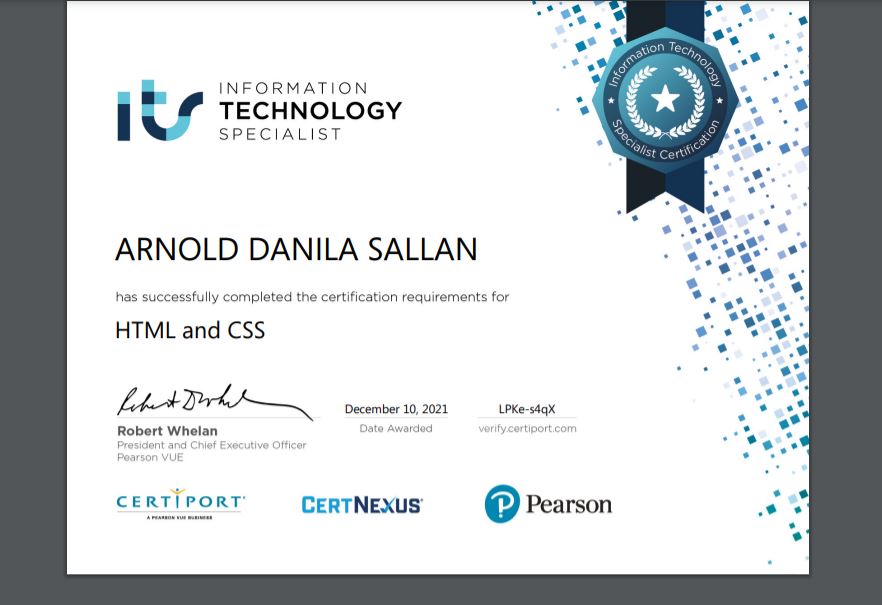 its
INFORMATION
TECHNOLOGY
SPECIALIST
Information Technology
Specialist Certification
ARNOLD DANILA SALLAN
has successfully completed the certification requirements for
HTML and CSS
Robert Whelan
President and Chief Executive Officer
Pearson VUE
December 10, 2021
Date Awarded
LPKe-s4qX
verify.certiport.com
CERTIPORT
A PEARSON VUE BUSINESS
CERTNEXUS®
P Pearson